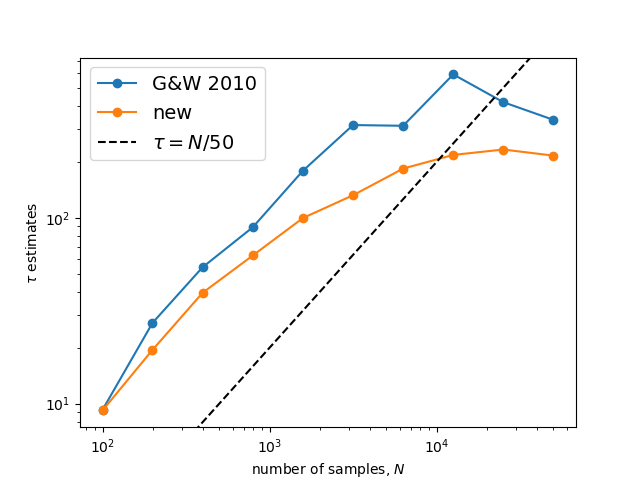 G&W 2010
new
τ = N/50
τ estimates
10²
10¹
10²
10³
10⁴
number of samples, N